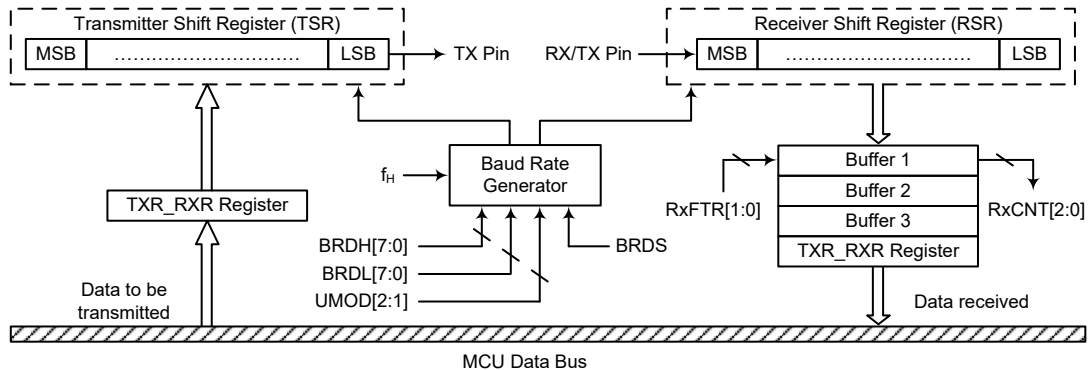 Transmitter Shift Register (TSR)
MSB
..............................
LSB
TX Pin
RX/TX Pin
Receiver Shift Register (RSR)
MSB
..............................
LSB
Baud Rate
Generator
fH
TXR_RXR Register
BRDH[7:0]
BRDL[7:0]
UMOD[2:1]
BRDS
Buffer 1
Buffer 2
Buffer 3
TXR_RXR Register
RxFTR[1:0]
RxCNT[2:0]
Data to be
transmitted
Data received
MCU Data Bus